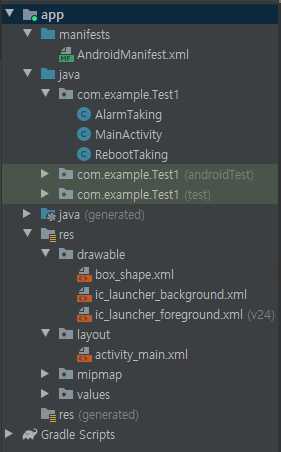 app
manifests
AndroidManifest.xml
java
com.example.Test1
AlarmTaking
MainActivity
RebootTaking
com.example.Test1 (androidTest)
com.example.Test1 (test)
java (generated)
res
drawable
box_shape.xml
ic_launcher_background.xml
ic_launcher_foreground.xml (v24)
layout
activity_main.xml
mipmap
values
res (generated)
Gradle Scripts